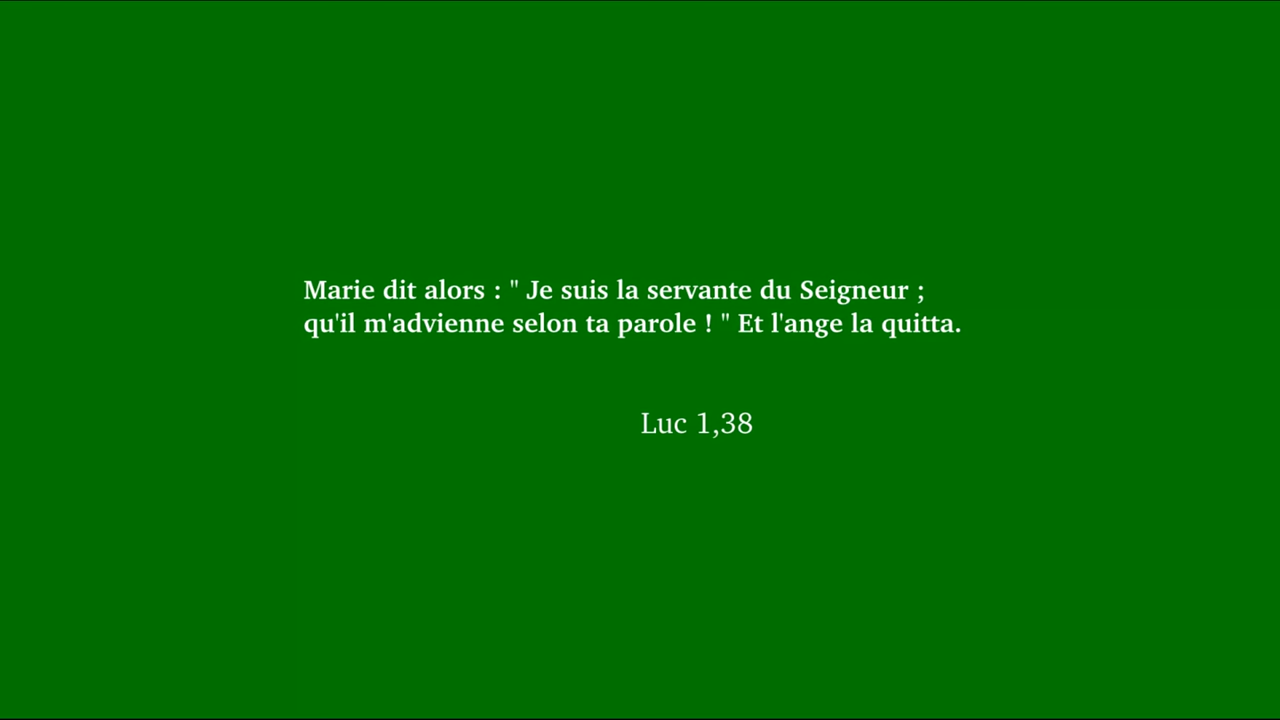 Marie dit alors : " Je suis la servante du Seigneur ;
qu'il m'advienne selon ta parole ! " Et l'ange la quitta.
Luc 1,38